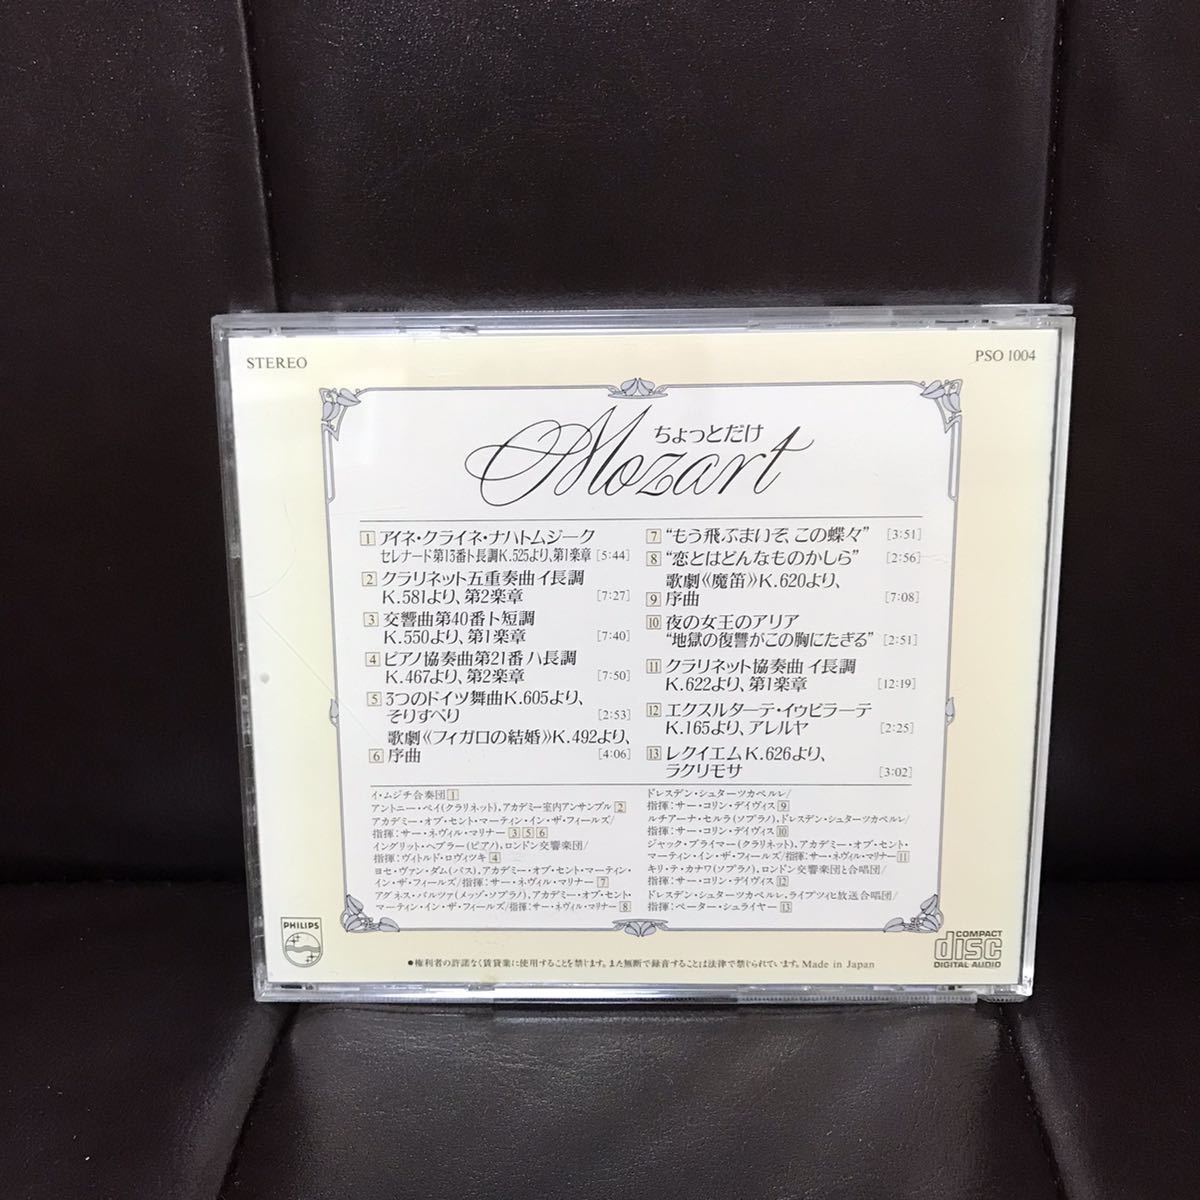 STEREO
PSO 1004
ちょっとだけ
Mozart
1 アイネ・クライネ・ナハトムジーク
セレナード第13番ト長調K.525より、第1楽章 [5:44]
2 クラリネット五重奏曲イ長調
K.581より、第2楽章 [7:27]
3 交響曲第40番ト短調
K.550より、第1楽章 [7:40]
4 ピアノ協奏曲第21番 ハ長調
K.467より、第2楽章 [7:50]
5 3つのドイツ舞曲K.605より、
そりすべり [2:53]
歌劇《フィガロの結婚》K.492より、
6 序曲 [4:06]
7 “もう飛ぶまいぞ、この蝶々” [3:51]
8 “恋とはどんなものかしら” [2:56]
歌劇《魔笛》K.620より、
9 序曲 [7:08]
10 夜の女王のアリア
“地獄の復讐がこの胸にたぎる” [2:51]
11 クラリネット協奏曲 イ長調
K.622より、第1楽章 [12:19]
12 エクスルターテ・イゥビラーテ
K.165より、アレルヤ [2:25]
13 レクイエムK.626より、
ラクリモサ [3:02]
イ・ムジチ合奏団 1
アントニー・ペイ(クラリネット)，アカデミー室内アンサンブル 2
アカデミー・オブ・セント・マーティン・イン・ザ・フィールズ/
指揮：サー・ネヴィル・マリナー 3 5 6
イングリット・ヘブラー(ピアノ)，ロンドン交響楽団/
指揮：ヴィトルド・ロヴィツキ 4
ヨセ・ヴァン・ダム(バス)，アカデミー・オブ・セント・マーティン・
イン・ザ・フィールズ/指揮：サー・ネヴィル・マリナー 7
アグネス・バルツァ(メッゾ・ソプラノ)，アカデミー・オブ・セント・
マーティン・イン・ザ・フィールズ/指揮：サー・ネヴィル・マリナー 8
ドレスデン・シュターツカペルレ/
指揮：サー・コリン・デイヴィス 9
ルチアーナ・セルラ(ソプラノ)，ドレスデン・シュターツカペルレ/
指揮：サー・コリン・デイヴィス 10
ジャック・ブライマー(クラリネット)，アカデミー・オブ・セント・
マーティン・イン・ザ・フィールズ/指揮：サー・ネヴィル・マリナー 11
キリ・テ・カナワ(ソプラノ)，ロンドン交響楽団と合唱団/
指揮：サー・コリン・デイヴィス 12
ドレスデン・シュターツカペルレ，ライプツィヒ放送合唱団/
指揮：ペーター・シュライヤー 13
PHILIPS
●権利者の許諾なく賃貸業に使用することを禁じます。また無断で録音することは法律で禁じられています。 Made in Japan
COMPACT
disc
DIGITAL AUDIO